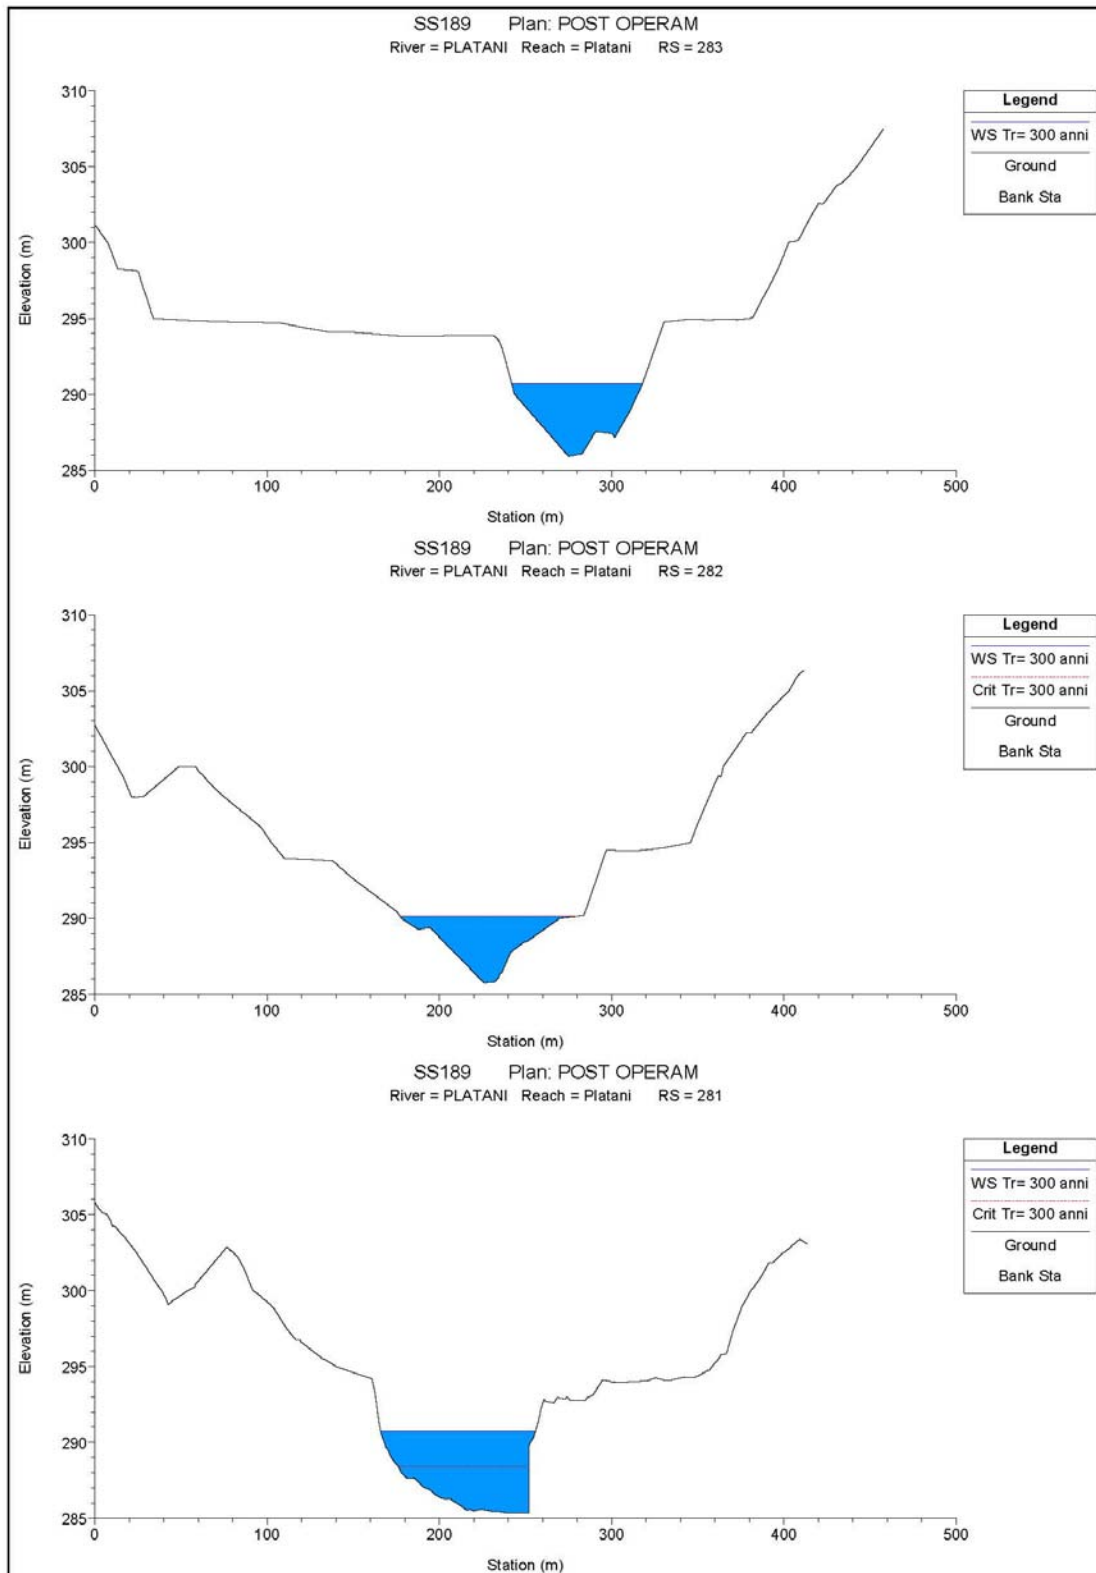 SS189 Plan: POST OPERAM
River = PLATANI Reach = Platani RS = 283
310
305
300
295
290
285
Elevation (m)
0 100 200 300 400 500
Station (m)
Legend
WS Tr= 300 anni
Ground
Bank Sta
SS189 Plan: POST OPERAM
River = PLATANI Reach = Platani RS = 282
310
305
300
295
290
285
Elevation (m)
0 100 200 300 400 500
Station (m)
Legend
WS Tr= 300 anni
Crit Tr= 300 anni
Ground
Bank Sta
SS189 Plan: POST OPERAM
River = PLATANI Reach = Platani RS = 281
310
305
300
295
290
285
Elevation (m)
0 100 200 300 400 500
Station (m)
Legend
WS Tr= 300 anni
Crit Tr= 300 anni
Ground
Bank Sta